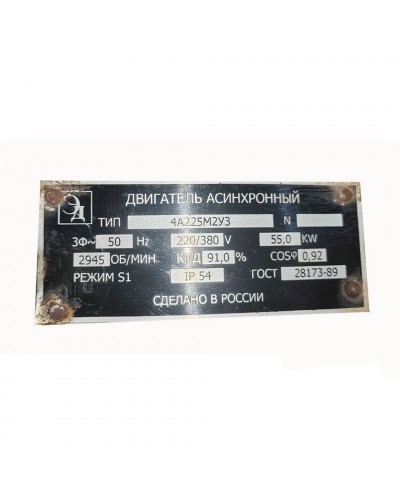 ЭД
ДВИГАТЕЛЬ АСИНХРОННЫЙ
ТИП 4А225М2У3 N
3Ф~ 50 Hz 220/380 V 55,0 KW
2945 ОБ/МИН КПД 91,0 % COSφ 0,92
РЕЖИМ S1 IP 54 ГОСТ 28173-89
СДЕЛАНО В РОССИИ